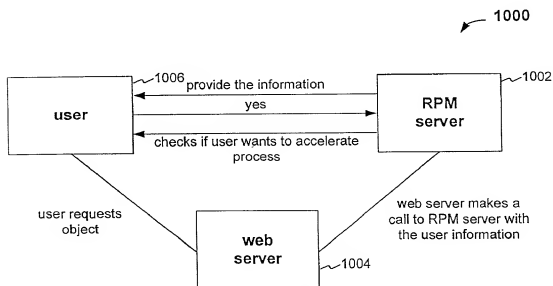 1000
1006
1002
provide the information
user
yes
RPM
server
checks if user wants to accelerate
process
user requests
object
web server makes a
call to RPM server with
the user information
web
server
1004